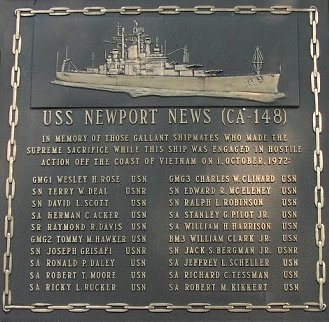 USS NEWPORT NEWS (CA-148)
IN MEMORY OF THOSE GALLANT SHIPMATES WHO MADE THE
SUPREME SACRIFICE WHILE THIS SHIP WAS ENGAGED IN HOSTILE
ACTION OFF THE COAST OF VIETNAM ON 1, OCTOBER, 1972:
GMG1 WESLEY H. ROSE USN
SN TERRY W. DEAL USNR
SN DAVID L. SCOTT USN
SA HERMAN C. ACKER USN
SR RAYMOND R. DAVIS USN
GMG2 TOMMY M. HAWKER USN
SN JOSEPH GRISAFI USNR
SA RONALD P. DALEY USN
SA ROBERT T. MOORE USN
SA RICKY L. RUCKER USN
GMG3 CHARLES W. CLINARD USN
SN EDWARD R. MCELENEY USN
SN RALPH L. ROBINSON USN
SA STANLEY G. PILOT JR. USN
SA WILLIAM H. HARRISON USN
BM3 WILLIAM CLARK JR. USN
SN JACK S. BERGMAN JR. USNR
SA JEFFREY L. SCHELLER USN
SA RICHARD C. TESSMAN USN
SA ROBERT M. KIKKERT USN